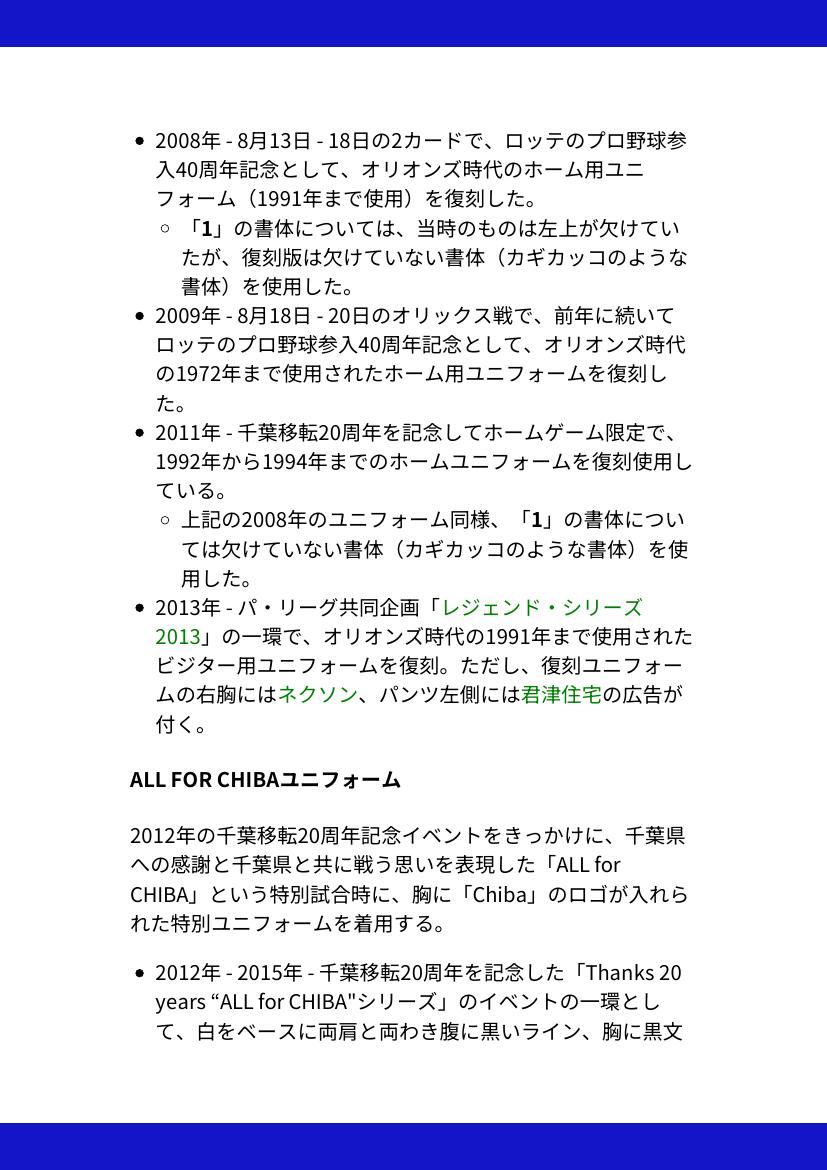 • 2008年 - 8月13日 - 18日の2カードで、ロッテのプロ野球参
入40周年記念として、オリオンズ時代のホーム用ユニ
フォーム（1991年まで使用）を復刻した。
◦ 「1」の書体については、当時のものは左上が欠けてい
たが、復刻版は欠けていない書体（カギカッコのような
書体）を使用した。
• 2009年 - 8月18日 - 20日のオリックス戦で、前年に続いて
ロッテのプロ野球参入40周年記念として、オリオンズ時代
の1972年まで使用されたホーム用ユニフォームを復刻し
た。
• 2011年 - 千葉移転20周年を記念してホームゲーム限定で、
1992年から1994年までのホームユニフォームを復刻使用し
ている。
◦ 上記の2008年のユニフォーム同様、「1」の書体につい
ては欠けていない書体（カギカッコのような書体）を使
用した。
• 2013年 - パ・リーグ共同企画「レジェンド・シリーズ
2013」の一環で、オリオンズ時代の1991年まで使用された
ビジター用ユニフォームを復刻。ただし、復刻ユニフォー
ムの右胸にはネクソン、パンツ左側には君津住宅の広告が
付く。
ALL FOR CHIBAユニフォーム
2012年の千葉移転20周年記念イベントをきっかけに、千葉県
への感謝と千葉県と共に戦う思いを表現した「ALL for
CHIBA」という特別試合時に、胸に「Chiba」のロゴが入れら
れた特別ユニフォームを着用する。
• 2012年 - 2015年 - 千葉移転20周年を記念した「Thanks 20
years “ALL for CHIBA"シリーズ」のイベントの一環とし
て、白をベースに両肩と両わき腹に黒いライン、胸に黒文